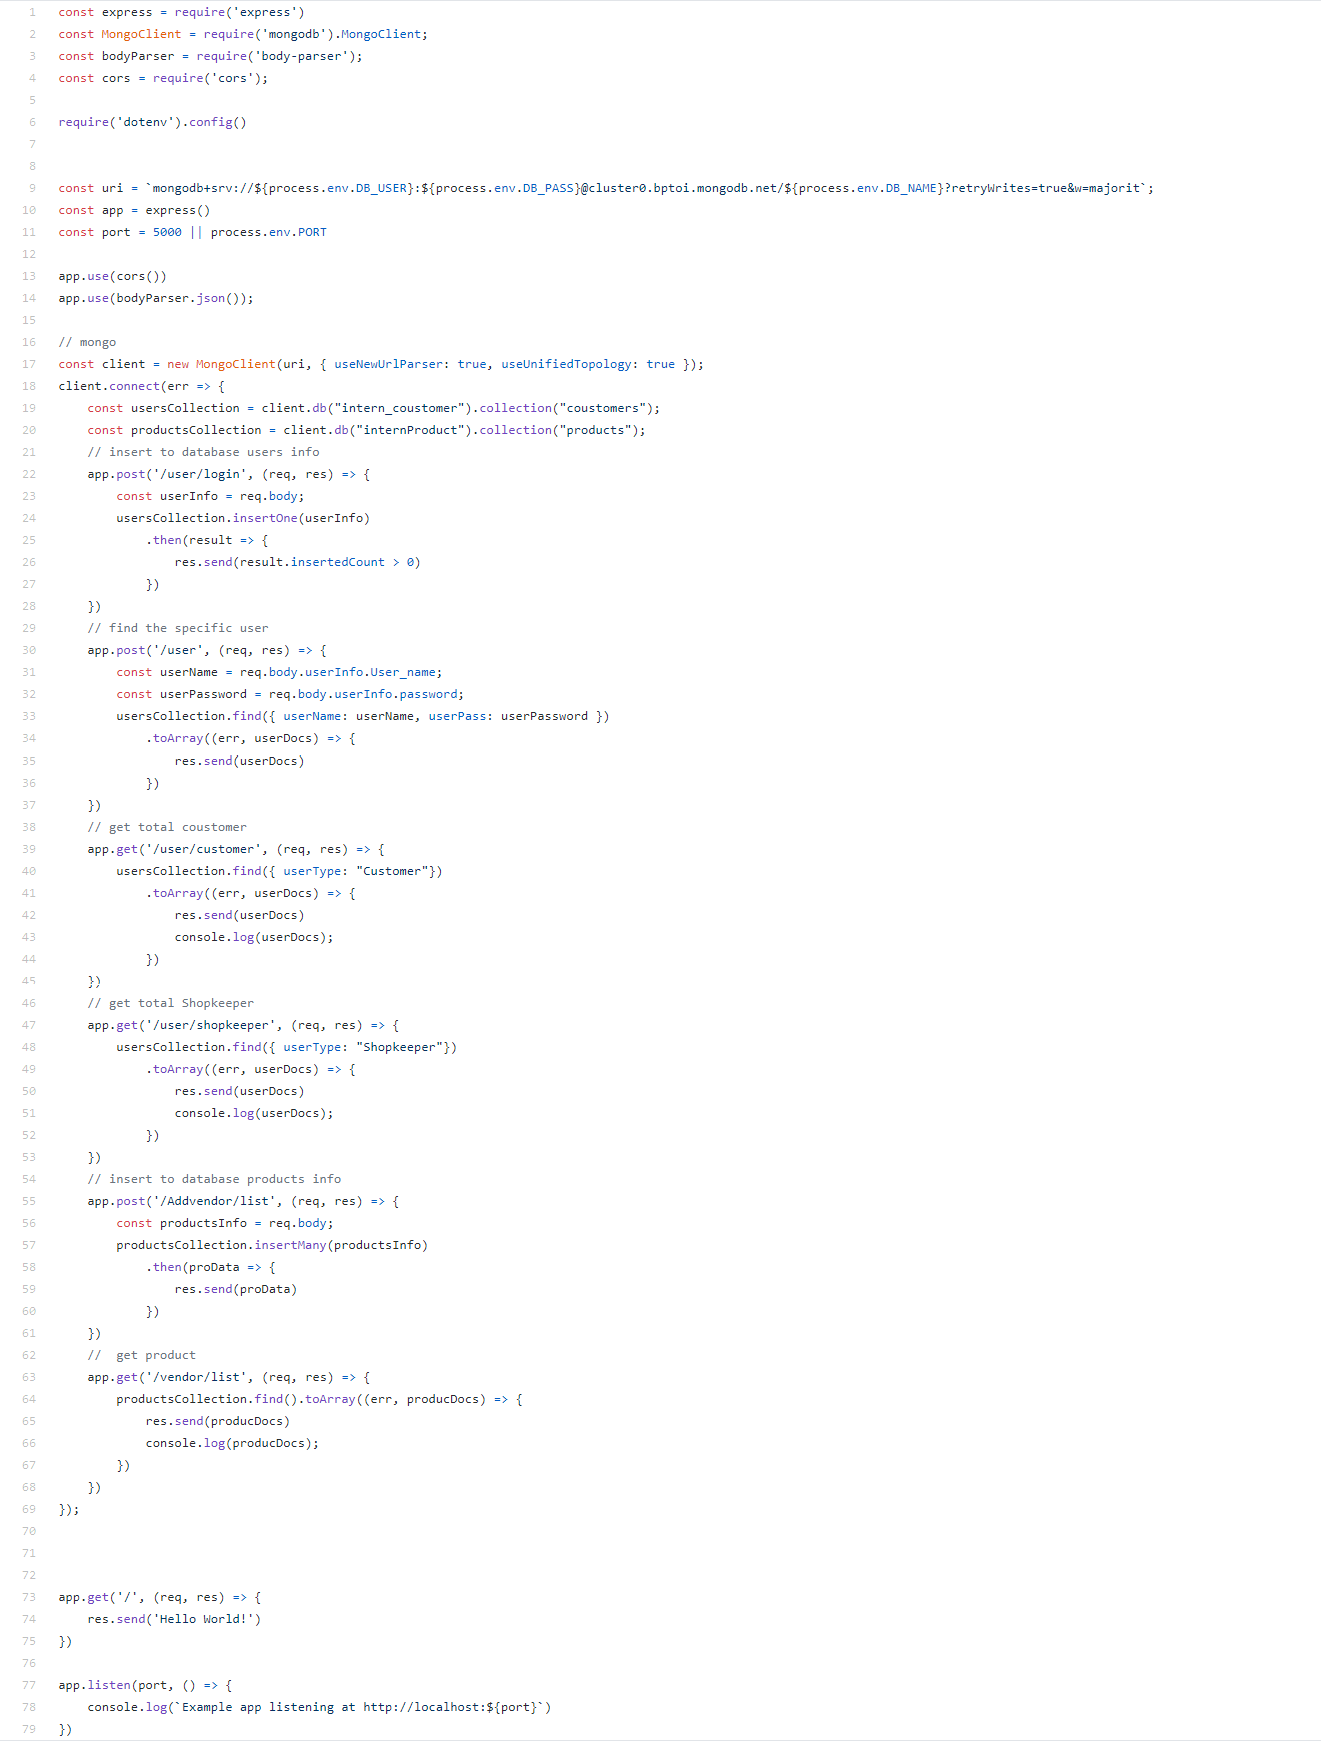 1 const express = require('express')
2 const MongoClient = require('mongodb').MongoClient;
3 const bodyParser = require('body-parser');
4 const cors = require('cors');
5
6 require('dotenv').config()
7
8
9 const uri = `mongodb+srv://${process.env.DB_USER}:${process.env.DB_PASS}@cluster0.bptoi.mongodb.net/${process.env.DB_NAME}?retryWrites=true&w=majorit`;
10 const app = express()
11 const port = 5000 || process.env.PORT
12
13 app.use(cors())
14 app.use(bodyParser.json());
15
16 // mongo
17 const client = new MongoClient(uri, { useNewUrlParser: true, useUnifiedTopology: true });
18 client.connect(err => {
19     const usersCollection = client.db("intern_coustomer").collection("coustomers");
20     const productsCollection = client.db("internProduct").collection("products");
21     // insert to database users info
22     app.post('/user/login', (req, res) => {
23         const userInfo = req.body;
24         usersCollection.insertOne(userInfo)
25             .then(result => {
26                 res.send(result.insertedCount > 0)
27             })
28     })
29     // find the specific user
30     app.post('/user', (req, res) => {
31         const userName = req.body.userInfo.User_name;
32         const userPassword = req.body.userInfo.password;
33         usersCollection.find({ userName: userName, userPass: userPassword })
34             .toArray((err, userDocs) => {
35                 res.send(userDocs)
36             })
37     })
38     // get total coustomer
39     app.get('/user/customer', (req, res) => {
40         usersCollection.find({ userType: "Customer"})
41             .toArray((err, userDocs) => {
42                 res.send(userDocs)
43                 console.log(userDocs);
44             })
45     })
46     // get total Shopkeeper
47     app.get('/user/shopkeeper', (req, res) => {
48         usersCollection.find({ userType: "Shopkeeper"})
49             .toArray((err, userDocs) => {
50                 res.send(userDocs)
51                 console.log(userDocs);
52             })
53     })
54     // insert to database products info
55     app.post('/Addvendor/list', (req, res) => {
56         const productsInfo = req.body;
57         productsCollection.insertMany(productsInfo)
58             .then(proData => {
59                 res.send(proData)
60             })
61     })
62     //  get product
63     app.get('/vendor/list', (req, res) => {
64         productsCollection.find().toArray((err, producDocs) => {
65             res.send(producDocs)
66             console.log(producDocs);
67         })
68     })
69 });
70
71
72
73 app.get('/', (req, res) => {
74     res.send('Hello World!')
75 })
76
77 app.listen(port, () => {
78     console.log(`Example app listening at http://localhost:${port}`)
79 })